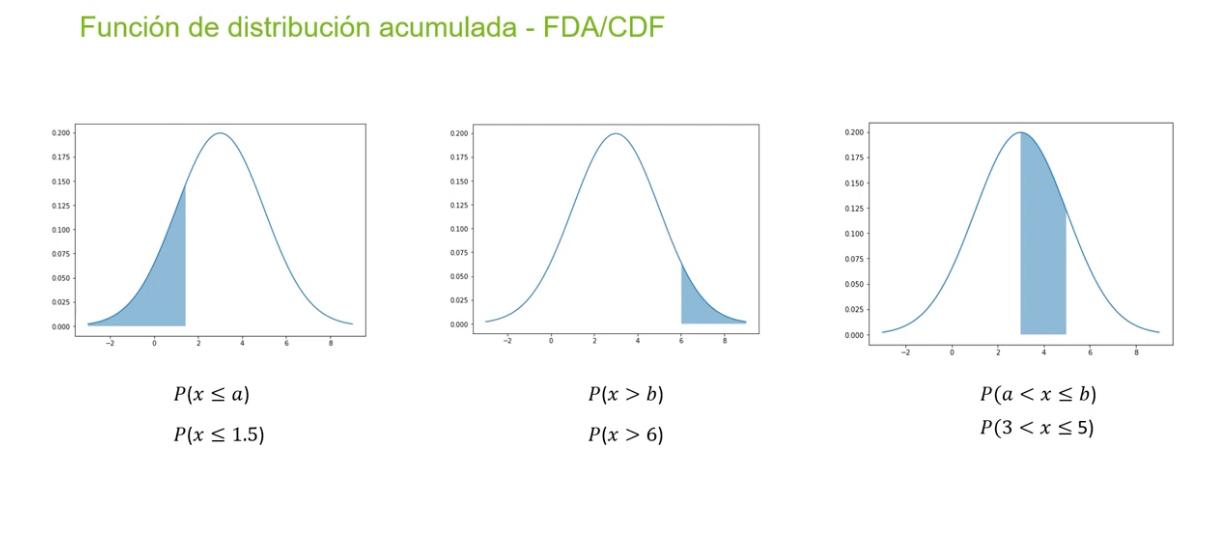 Función de distribución acumulada - FDA/CDF
0.200
0.175
0.150
0.125
0.100
0.075
0.050
0.025
0.000
−2 0 2 4 6 8
P(x ≤ a)
P(x ≤ 1.5)
0.200
0.175
0.150
0.125
0.100
0.075
0.050
0.025
0.000
−2 0 2 4 6 8
P(x > b)
P(x > 6)
0.200
0.175
0.150
0.125
0.100
0.075
0.050
0.025
0.000
−2 0 2 4 6 8
P(a < x ≤ b)
P(3 < x ≤ 5)